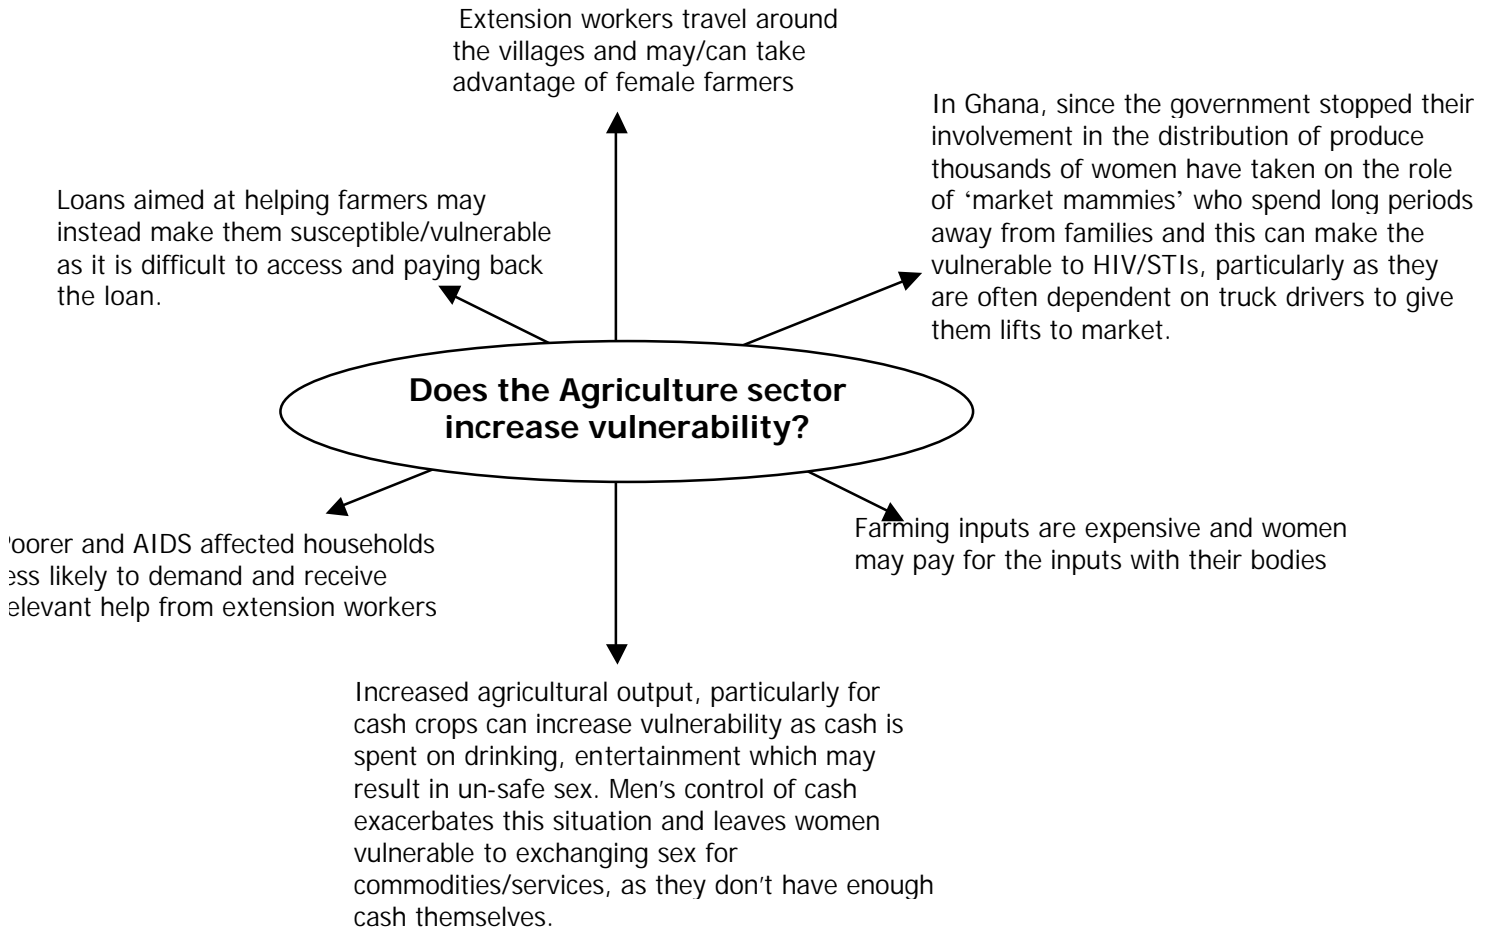 Extension workers travel around
the villages and may/can take
advantage of female farmers
In Ghana, since the government stopped their
involvement in the distribution of produce
thousands of women have taken on the role
of ‘market mammies’ who spend long periods
away from families and this can make the
vulnerable to HIV/STIs, particularly as they
are often dependent on truck drivers to give
them lifts to market.
Loans aimed at helping farmers may
instead make them susceptible/vulnerable
as it is difficult to access and paying back
the loan.
Does the Agriculture sector
increase vulnerability?
oorer and AIDS affected households
ess likely to demand and receive
elevant help from extension workers
Farming inputs are expensive and women
may pay for the inputs with their bodies
Increased agricultural output, particularly for
cash crops can increase vulnerability as cash is
spent on drinking, entertainment which may
result in un-safe sex. Men’s control of cash
exacerbates this situation and leaves women
vulnerable to exchanging sex for
commodities/services, as they don’t have enough
cash themselves.